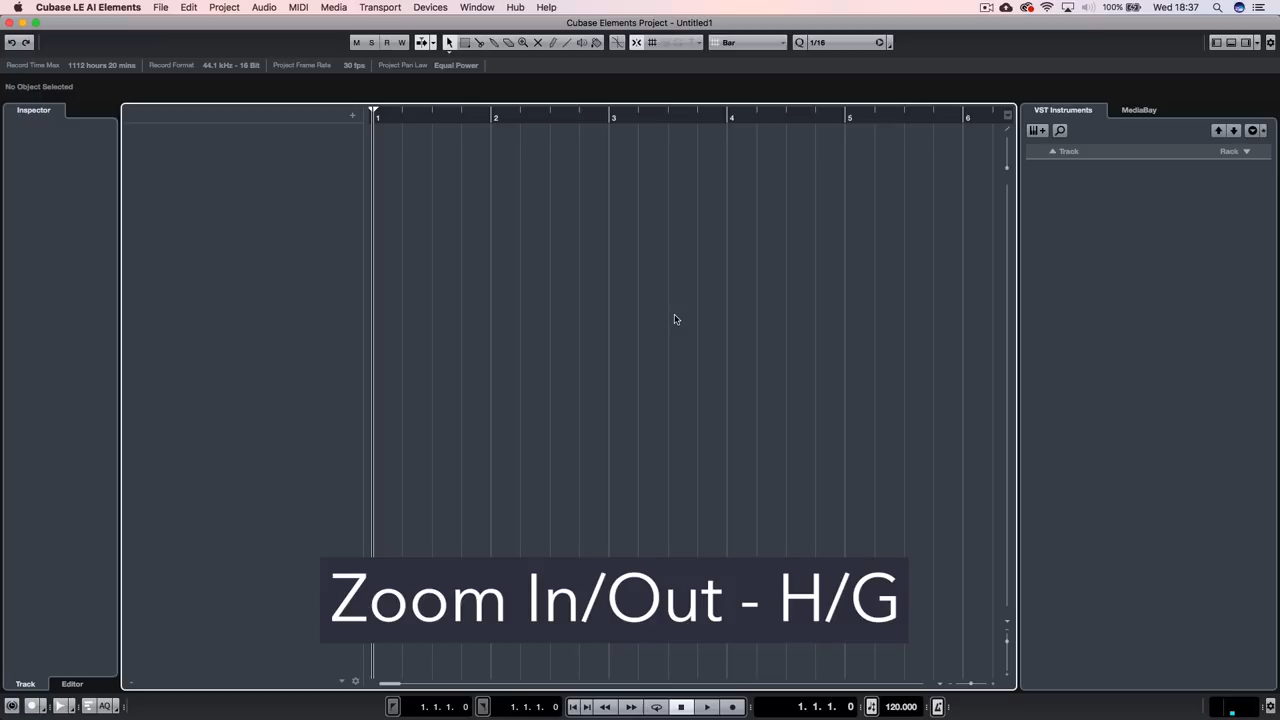 Cubase LE AI Elements File Edit Project Audio MIDI Media Transport Devices Window Hub Help 100% Wed 18:37
Cubase Elements Project - Untitled1
M S R W Bar Q 1/16
Record Time Max 1112 hours 20 mins Record Format 44.1 kHz - 16 Bit Project Frame Rate 30 fps Project Pan Law Equal Power
No Object Selected
Inspector VST Instruments MediaBay
1 2 3 4 5 6
Track Rack
Zoom In/Out - H/G
Track Editor
AQ 1. 1. 1. 0 1. 1. 1. 0 1. 1. 1. 0 120.000